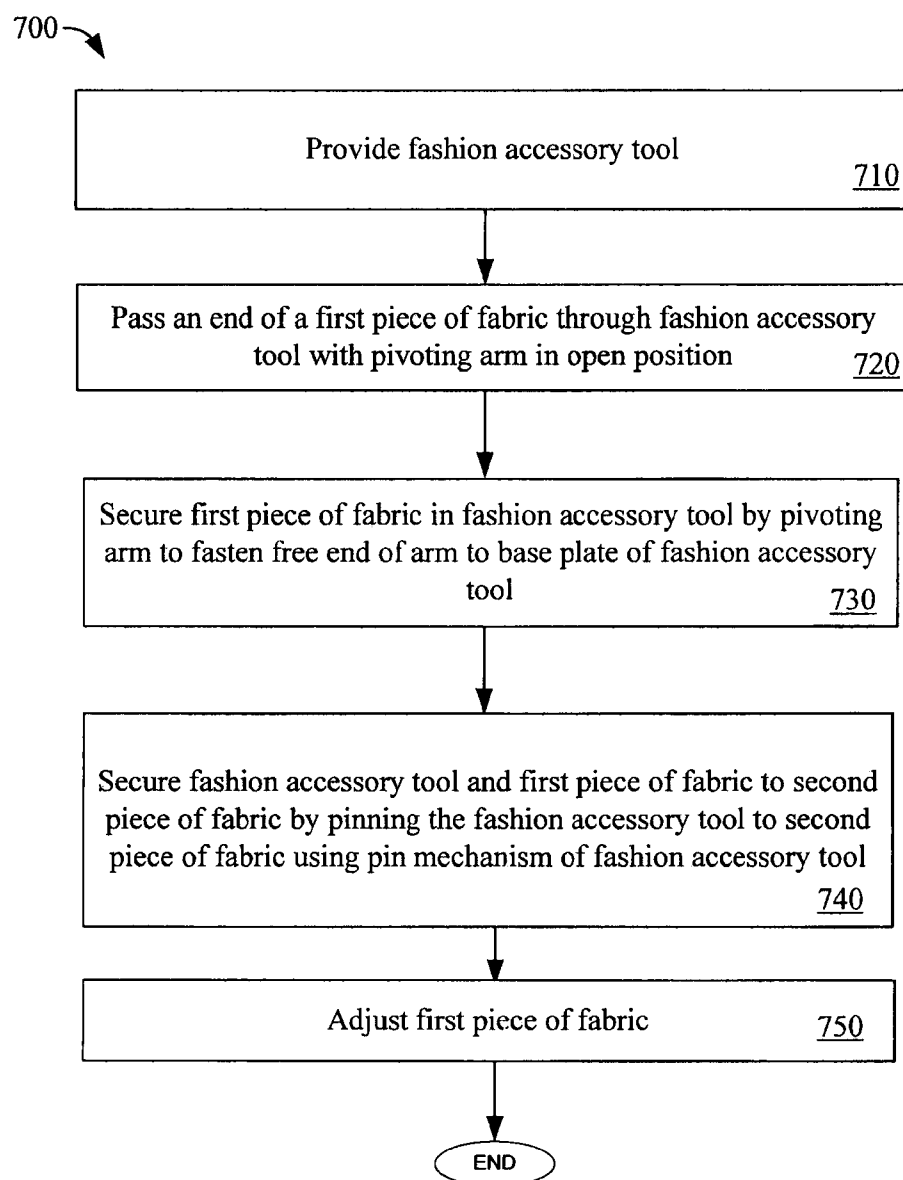 700
Provide fashion accessory tool
710
Pass an end of a first piece of fabric through fashion accessory
tool with pivoting arm in open position
720
Secure first piece of fabric in fashion accessory tool by pivoting
arm to fasten free end of arm to base plate of fashion accessory
tool
730
Secure fashion accessory tool and first piece of fabric to second
piece of fabric by pinning the fashion accessory tool to second
piece of fabric using pin mechanism of fashion accessory tool
740
Adjust first piece of fabric
750
END